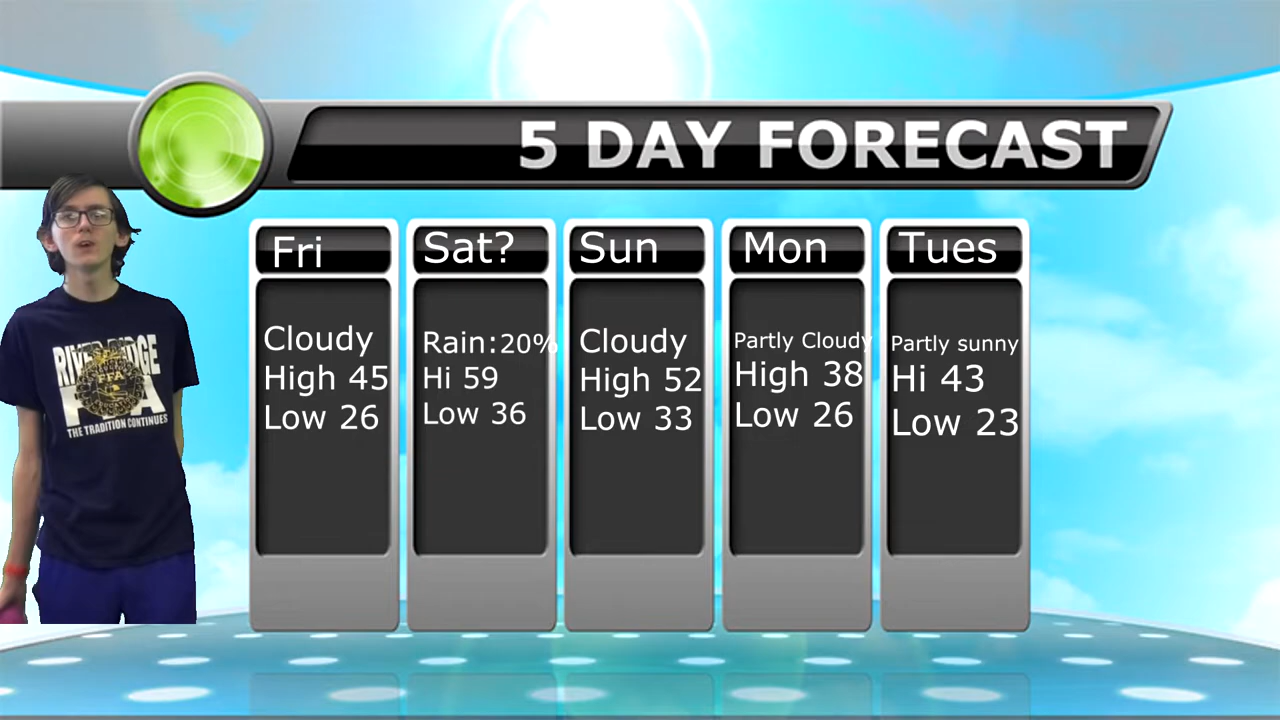 5 DAY FORECAST
Fri
Cloudy
High 45
Low 26
Sat?
Rain:20%
Hi 59
Low 36
Sun
Cloudy
High 52
Low 33
Mon
Partly Cloudy
High 38
Low 26
Tues
Partly sunny
Hi 43
Low 23
RIVER RIDGE
FFA
THE TRADITION CONTINUES